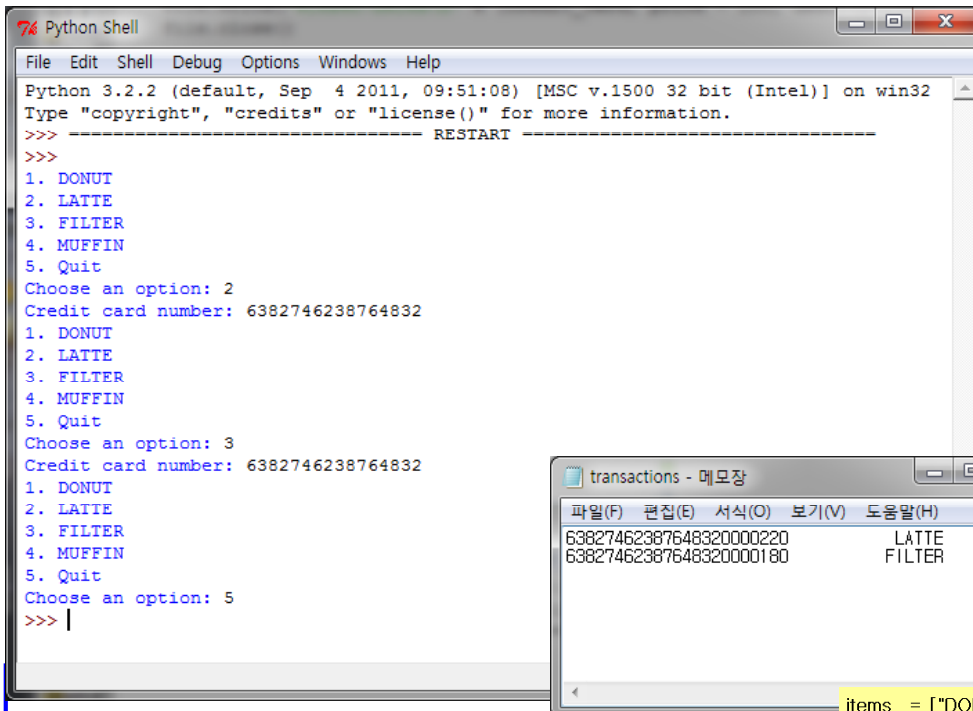 Python Shell
File Edit Shell Debug Options Windows Help
Python 3.2.2 (default, Sep  4 2011, 09:51:08) [MSC v.1500 32 bit (Intel)] on win32
Type "copyright", "credits" or "license()" for more information.
>>> ================================ RESTART ================================
>>>
1. DONUT
2. LATTE
3. FILTER
4. MUFFIN
5. Quit
Choose an option: 2
Credit card number: 6382746238764832
1. DONUT
2. LATTE
3. FILTER
4. MUFFIN
5. Quit
Choose an option: 3
Credit card number: 6382746238764832
1. DONUT
2. LATTE
3. FILTER
4. MUFFIN
5. Quit
Choose an option: 5
>>>
transactions - 메모장
파일(F) 편집(E) 서식(O) 보기(V) 도움말(H)
63827462387648320000220 LATTE
63827462387648320000180 FILTER
items = ["DO